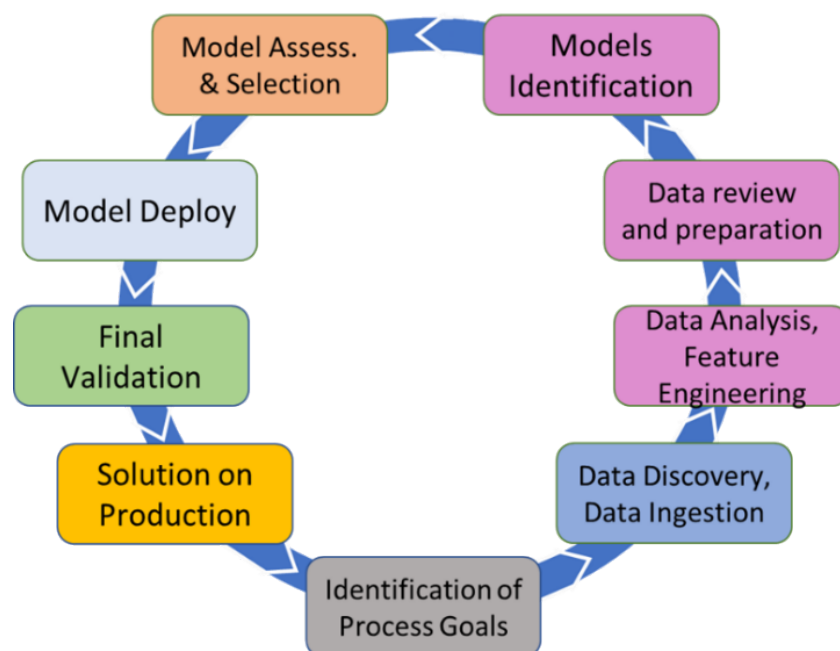 Model Assess.
& Selection
Models
Identification
Model Deploy
Data review
and preparation
Final
Validation
Data Analysis,
Feature
Engineering
Solution on
Production
Data Discovery,
Data Ingestion
Identification of
Process Goals